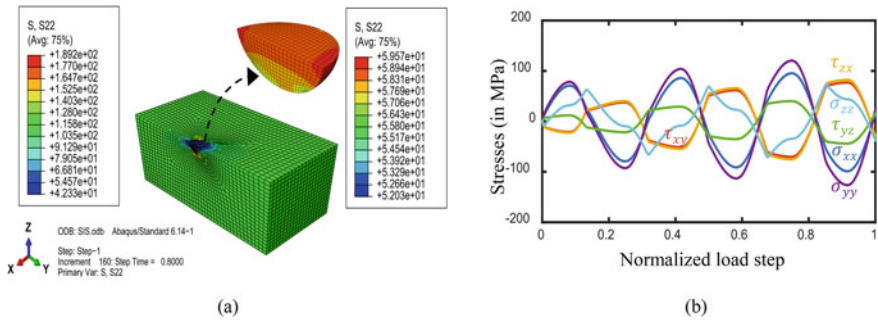 S, S22
(Avg: 75%)
+1.892e+02
+1.770e+02
+1.647e+02
+1.525e+02
+1.403e+02
+1.280e+02
+1.158e+02
+1.035e+02
+9.129e+01
+7.905e+01
+6.681e+01
+5.457e+01
+4.233e+01
S, S22
(Avg: 75%)
+5.957e+01
+5.894e+01
+5.831e+01
+5.769e+01
+5.706e+01
+5.643e+01
+5.580e+01
+5.517e+01
+5.454e+01
+5.392e+01
+5.329e+01
+5.266e+01
+5.203e+01
Z
X Y
ODB: SIS.odb Abaqus/Standard 6.14-1
Step: Step-1
Increment 160: Step Time = 0.8000
Primary Var: S, S22
(a)
Stresses (in MPa)
200
100
0
-100
-200
τzx
σzz
τyz
τxy
σxx
σyy
0 0.2 0.4 0.6 0.8 1
Normalized load step
(b)